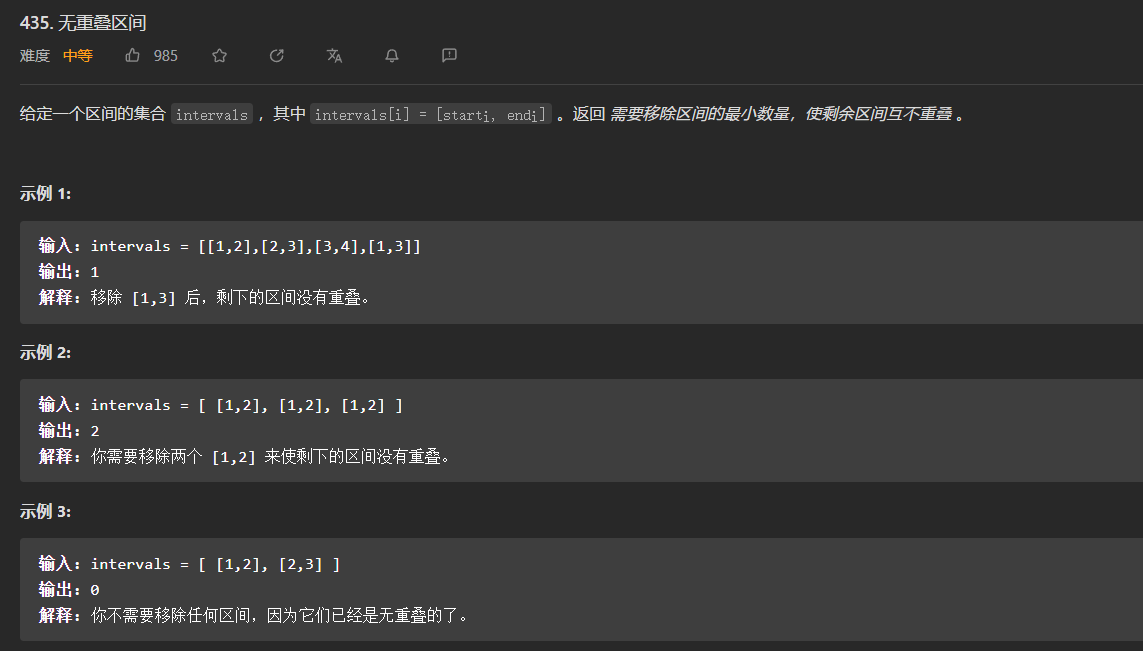 435. 无重叠区间
难度 中等 985
给定一个区间的集合 intervals ，其中 intervals[i] = [starti, endi] 。返回 需要移除区间的最小数量，使剩余区间互不重叠 。
示例 1:
输入: intervals = [[1,2],[2,3],[3,4],[1,3]]
输出: 1
解释: 移除 [1,3] 后，剩下的区间没有重叠。
示例 2:
输入: intervals = [ [1,2], [1,2], [1,2] ]
输出: 2
解释: 你需要移除两个 [1,2] 来使剩下的区间没有重叠。
示例 3:
输入: intervals = [ [1,2], [2,3] ]
输出: 0
解释: 你不需要移除任何区间，因为它们已经是无重叠的了。